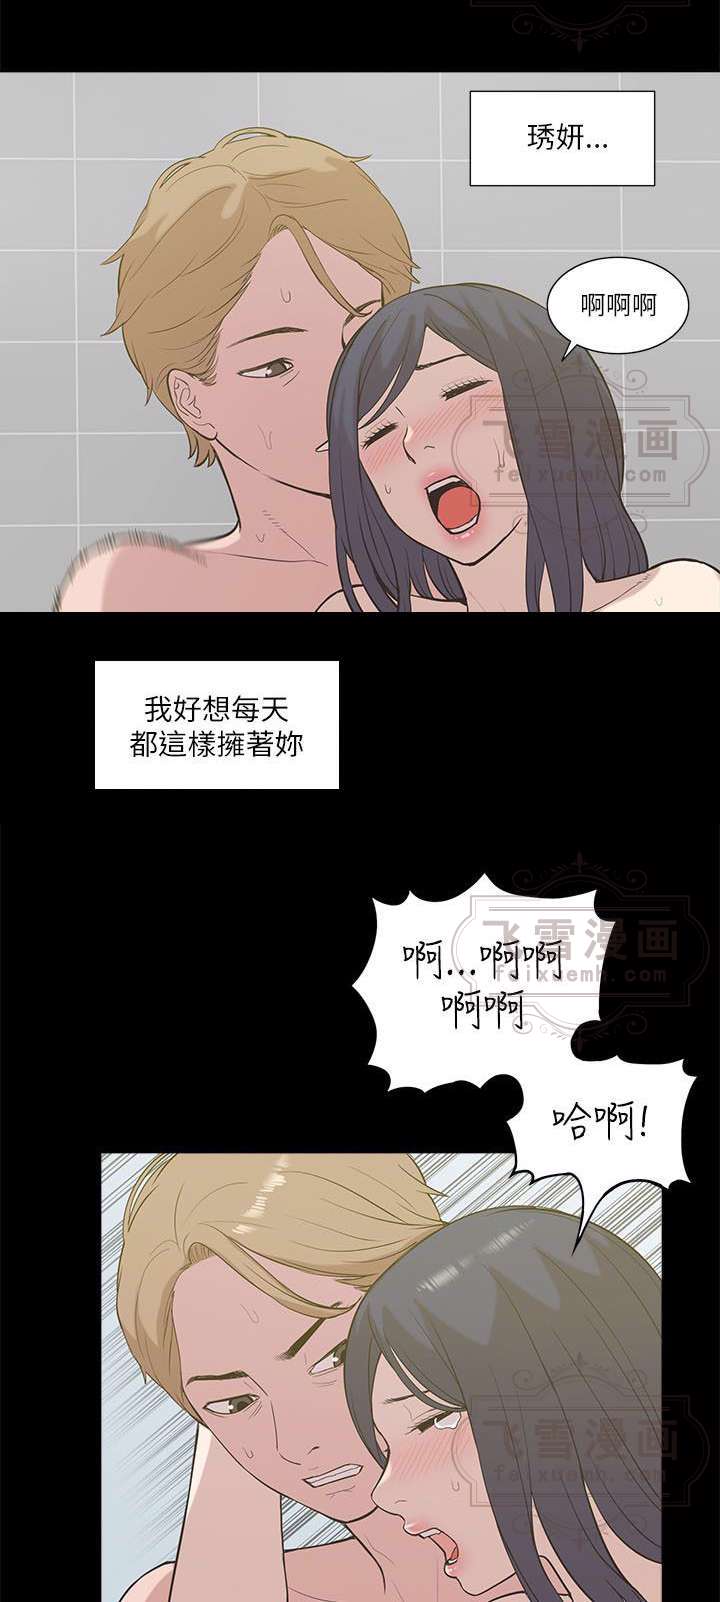 琇妍...
啊啊啊
飞雪漫画
feixuemh.com
我好想每天
都這樣擁著妳
啊...啊啊
啊啊
飞雪漫画
feixuemh.com
哈啊!
飞雪漫画
feixuemh.com